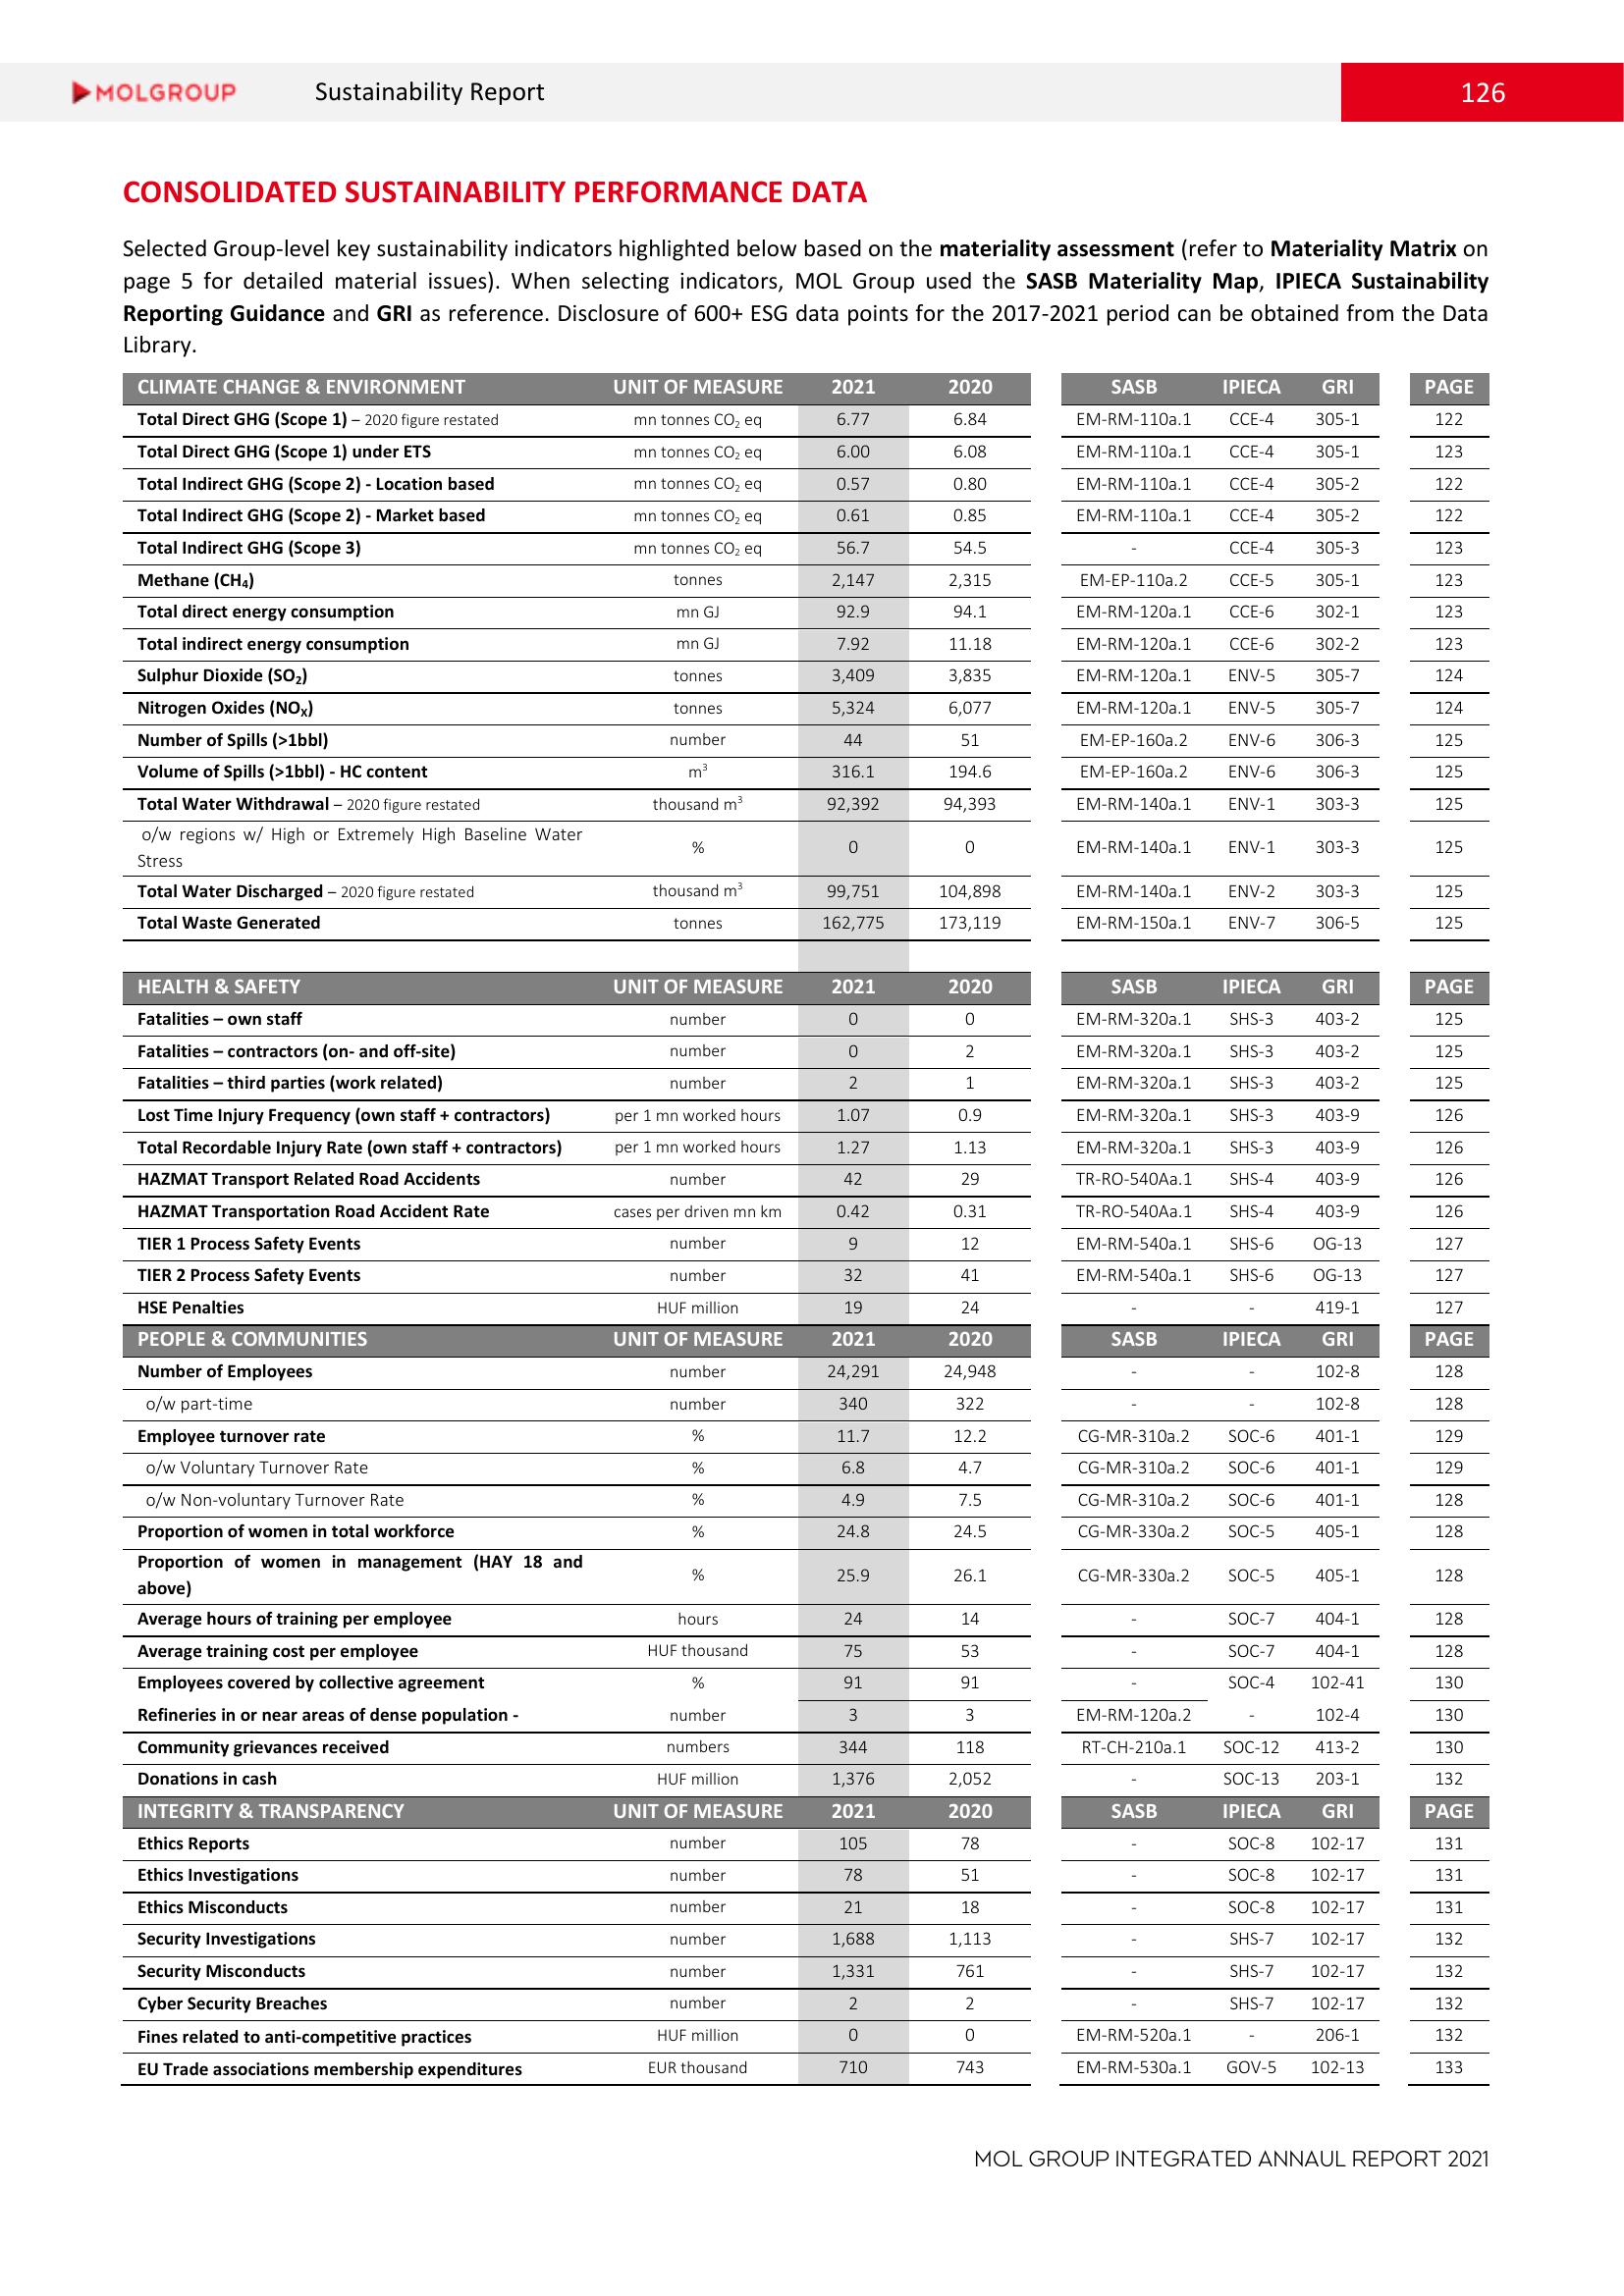 MOLGROUP Sustainability Report 126
CONSOLIDATED SUSTAINABILITY PERFORMANCE DATA
Selected Group-level key sustainability indicators highlighted below based on the materiality assessment (refer to Materiality Matrix on
page 5 for detailed material issues). When selecting indicators, MOL Group used the SASB Materiality Map, IPIECA Sustainability
Reporting Guidance and GRI as reference. Disclosure of 600+ ESG data points for the 2017-2021 period can be obtained from the Data
Library.
CLIMATE CHANGE & ENVIRONMENT UNIT OF MEASURE 2021 2020 SASB IPIECA GRI PAGE
Total Direct GHG (Scope 1) – 2020 figure restated mn tonnes CO₂ eq 6.77 6.84 EM-RM-110a.1 CCE-4 305-1 122
Total Direct GHG (Scope 1) under ETS mn tonnes CO₂ eq 6.00 6.08 EM-RM-110a.1 CCE-4 305-1 123
Total Indirect GHG (Scope 2) - Location based mn tonnes CO₂ eq 0.57 0.80 EM-RM-110a.1 CCE-4 305-2 122
Total Indirect GHG (Scope 2) - Market based mn tonnes CO₂ eq 0.61 0.85 EM-RM-110a.1 CCE-4 305-2 122
Total Indirect GHG (Scope 3) mn tonnes CO₂ eq 56.7 54.5 - CCE-4 305-3 123
Methane (CH₄) tonnes 2,147 2,315 EM-EP-110a.2 CCE-5 305-1 123
Total direct energy consumption mn GJ 92.9 94.1 EM-RM-120a.1 CCE-6 302-1 123
Total indirect energy consumption mn GJ 7.92 11.18 EM-RM-120a.1 CCE-6 302-2 123
Sulphur Dioxide (SO₂) tonnes 3,409 3,835 EM-RM-120a.1 ENV-5 305-7 124
Nitrogen Oxides (NOₓ) tonnes 5,324 6,077 EM-RM-120a.1 ENV-5 305-7 124
Number of Spills (>1bbl) number 44 51 EM-EP-160a.2 ENV-6 306-3 125
Volume of Spills (>1bbl) - HC content m³ 316.1 194.6 EM-EP-160a.2 ENV-6 306-3 125
Total Water Withdrawal – 2020 figure restated thousand m³ 92,392 94,393 EM-RM-140a.1 ENV-1 303-3 125
o/w regions w/ High or Extremely High Baseline Water
Stress % 0 0 EM-RM-140a.1 ENV-1 303-3 125
Total Water Discharged – 2020 figure restated thousand m³ 99,751 104,898 EM-RM-140a.1 ENV-2 303-3 125
Total Waste Generated tonnes 162,775 173,119 EM-RM-150a.1 ENV-7 306-5 125
HEALTH & SAFETY UNIT OF MEASURE 2021 2020 SASB IPIECA GRI PAGE
Fatalities – own staff number 0 0 EM-RM-320a.1 SHS-3 403-2 125
Fatalities – contractors (on- and off-site) number 0 2 EM-RM-320a.1 SHS-3 403-2 125
Fatalities – third parties (work related) number 2 1 EM-RM-320a.1 SHS-3 403-2 125
Lost Time Injury Frequency (own staff + contractors) per 1 mn worked hours 1.07 0.9 EM-RM-320a.1 SHS-3 403-9 126
Total Recordable Injury Rate (own staff + contractors) per 1 mn worked hours 1.27 1.13 EM-RM-320a.1 SHS-3 403-9 126
HAZMAT Transport Related Road Accidents number 42 29 TR-RO-540Aa.1 SHS-4 403-9 126
HAZMAT Transportation Road Accident Rate cases per driven mn km 0.42 0.31 TR-RO-540Aa.1 SHS-4 403-9 126
TIER 1 Process Safety Events number 9 12 EM-RM-540a.1 SHS-6 OG-13 127
TIER 2 Process Safety Events number 32 41 EM-RM-540a.1 SHS-6 OG-13 127
HSE Penalties HUF million 19 24 - - 419-1 127
PEOPLE & COMMUNITIES UNIT OF MEASURE 2021 2020 SASB IPIECA GRI PAGE
Number of Employees number 24,291 24,948 - - 102-8 128
o/w part-time number 340 322 - - 102-8 128
Employee turnover rate % 11.7 12.2 CG-MR-310a.2 SOC-6 401-1 129
o/w Voluntary Turnover Rate % 6.8 4.7 CG-MR-310a.2 SOC-6 401-1 129
o/w Non-voluntary Turnover Rate % 4.9 7.5 CG-MR-310a.2 SOC-6 401-1 128
Proportion of women in total workforce % 24.8 24.5 CG-MR-330a.2 SOC-5 405-1 128
Proportion of women in management (HAY 18 and
above) % 25.9 26.1 CG-MR-330a.2 SOC-5 405-1 128
Average hours of training per employee hours 24 14 - SOC-7 404-1 128
Average training cost per employee HUF thousand 75 53 - SOC-7 404-1 128
Employees covered by collective agreement % 91 91 - SOC-4 102-41 130
Refineries in or near areas of dense population - number 3 3 EM-RM-120a.2 - 102-4 130
Community grievances received numbers 344 118 RT-CH-210a.1 SOC-12 413-2 130
Donations in cash HUF million 1,376 2,052 - SOC-13 203-1 132
INTEGRITY & TRANSPARENCY UNIT OF MEASURE 2021 2020 SASB IPIECA GRI PAGE
Ethics Reports number 105 78 - SOC-8 102-17 131
Ethics Investigations number 78 51 - SOC-8 102-17 131
Ethics Misconducts number 21 18 - SOC-8 102-17 131
Security Investigations number 1,688 1,113 - SHS-7 102-17 132
Security Misconducts number 1,331 761 - SHS-7 102-17 132
Cyber Security Breaches number 2 2 - SHS-7 102-17 132
Fines related to anti-competitive practices HUF million 0 0 EM-RM-520a.1 - 206-1 132
EU Trade associations membership expenditures EUR thousand 710 743 EM-RM-530a.1 GOV-5 102-13 133
MOL GROUP INTEGRATED ANNAUL REPORT 2021